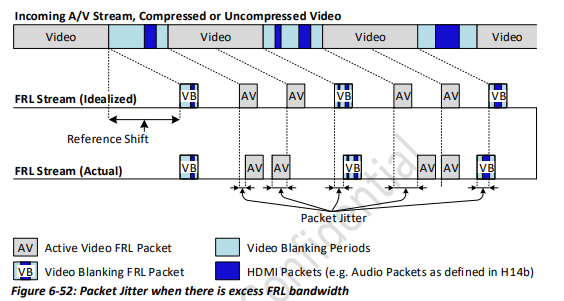 Incoming A/V Stream, Compressed or Uncompressed Video
Video Video Video Video
FRL Stream (Idealized) VB AV AV VB AV AV VB
Reference Shift
FRL Stream (Actual) VB AV AV VB AV AV VB
Packet Jitter
AV Active Video FRL Packet Video Blanking Periods
VB Video Blanking FRL Packet HDMI Packets (e.g. Audio Packets as defined in H14b)
Figure 6-52: Packet Jitter when there is excess FRL bandwidth
Confidential